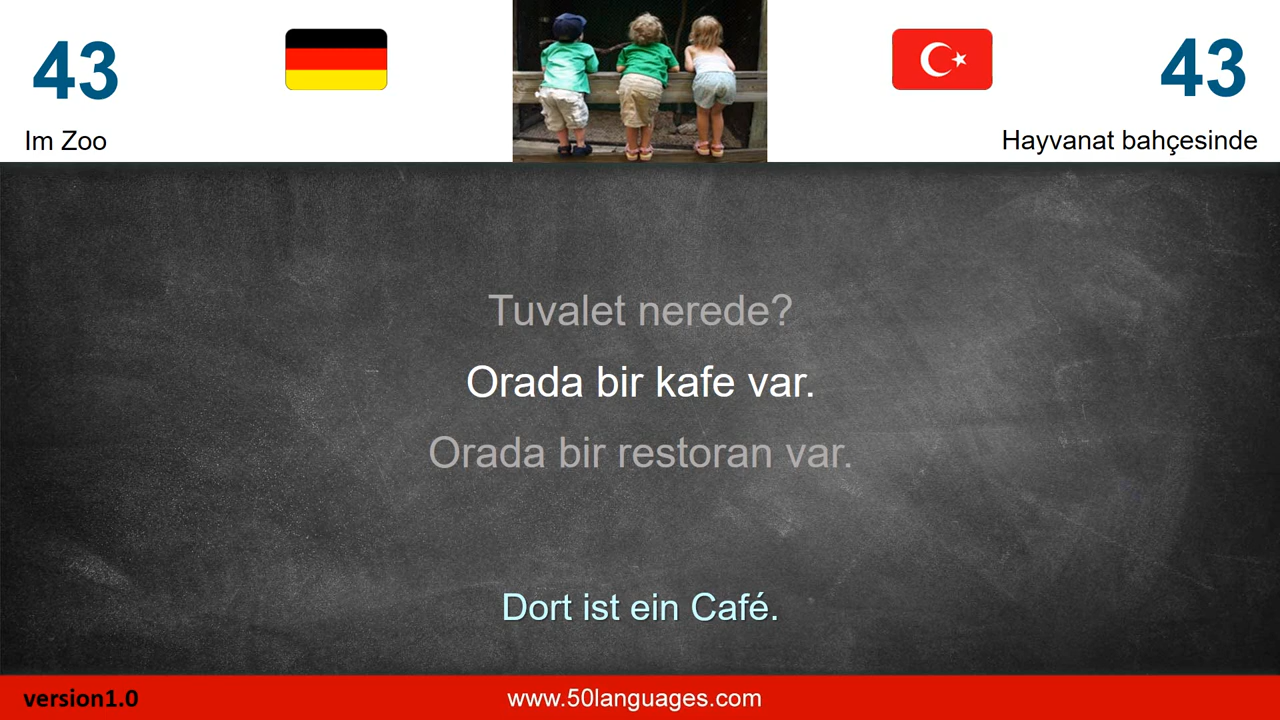 43
43
Im Zoo
Hayvanat bahçesinde
Tuvalet nerede?
Orada bir kafe var.
Orada bir restoran var.
Dort ist ein Café.
version1.0
www.50languages.com